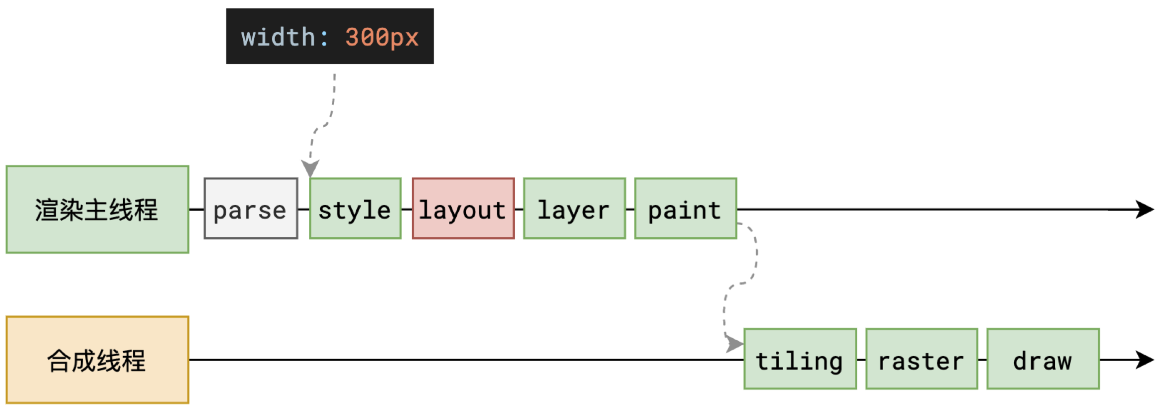 width: 300px
渲染主线程
parse
style
layout
layer
paint
合成线程
tiling
raster
draw